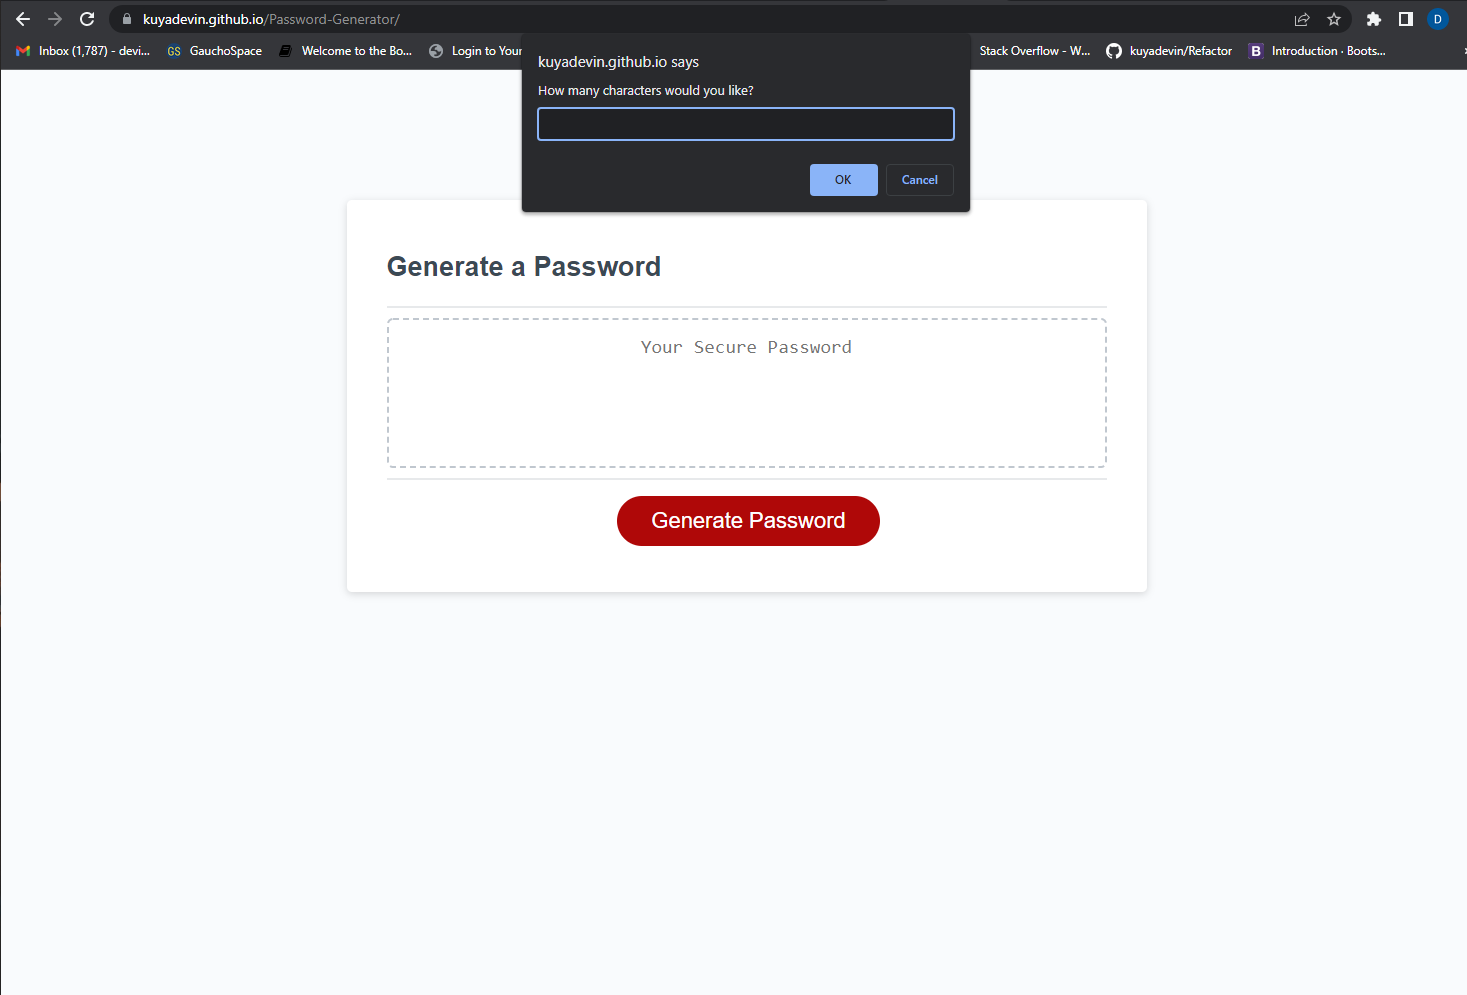 kuyadevin.github.io/Password-Generator/
D
Inbox (1,787) - devi...
GS GauchoSpace
Welcome to the Bo...
Login to Your
Stack Overflow - W...
kuyadevin/Refactor
B Introduction · Boots...
kuyadevin.github.io says
How many characters would you like?
OK
Cancel
Generate a Password
Your Secure Password
Generate Password